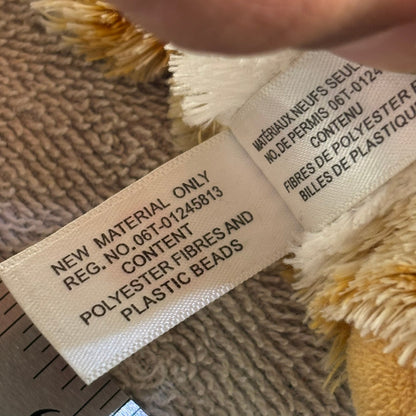 NEW MATERIAL ONLY
REG. NO. 06T-01245813
CONTENT
POLYESTER FIBRES AND
PLASTIC BEADS
MATÉRIAUX NEUFS
NO. DE PERMIS 06T-0124
CONTENU
FIBRES DE POLYESTER
BILLES DE PLASTIQUE